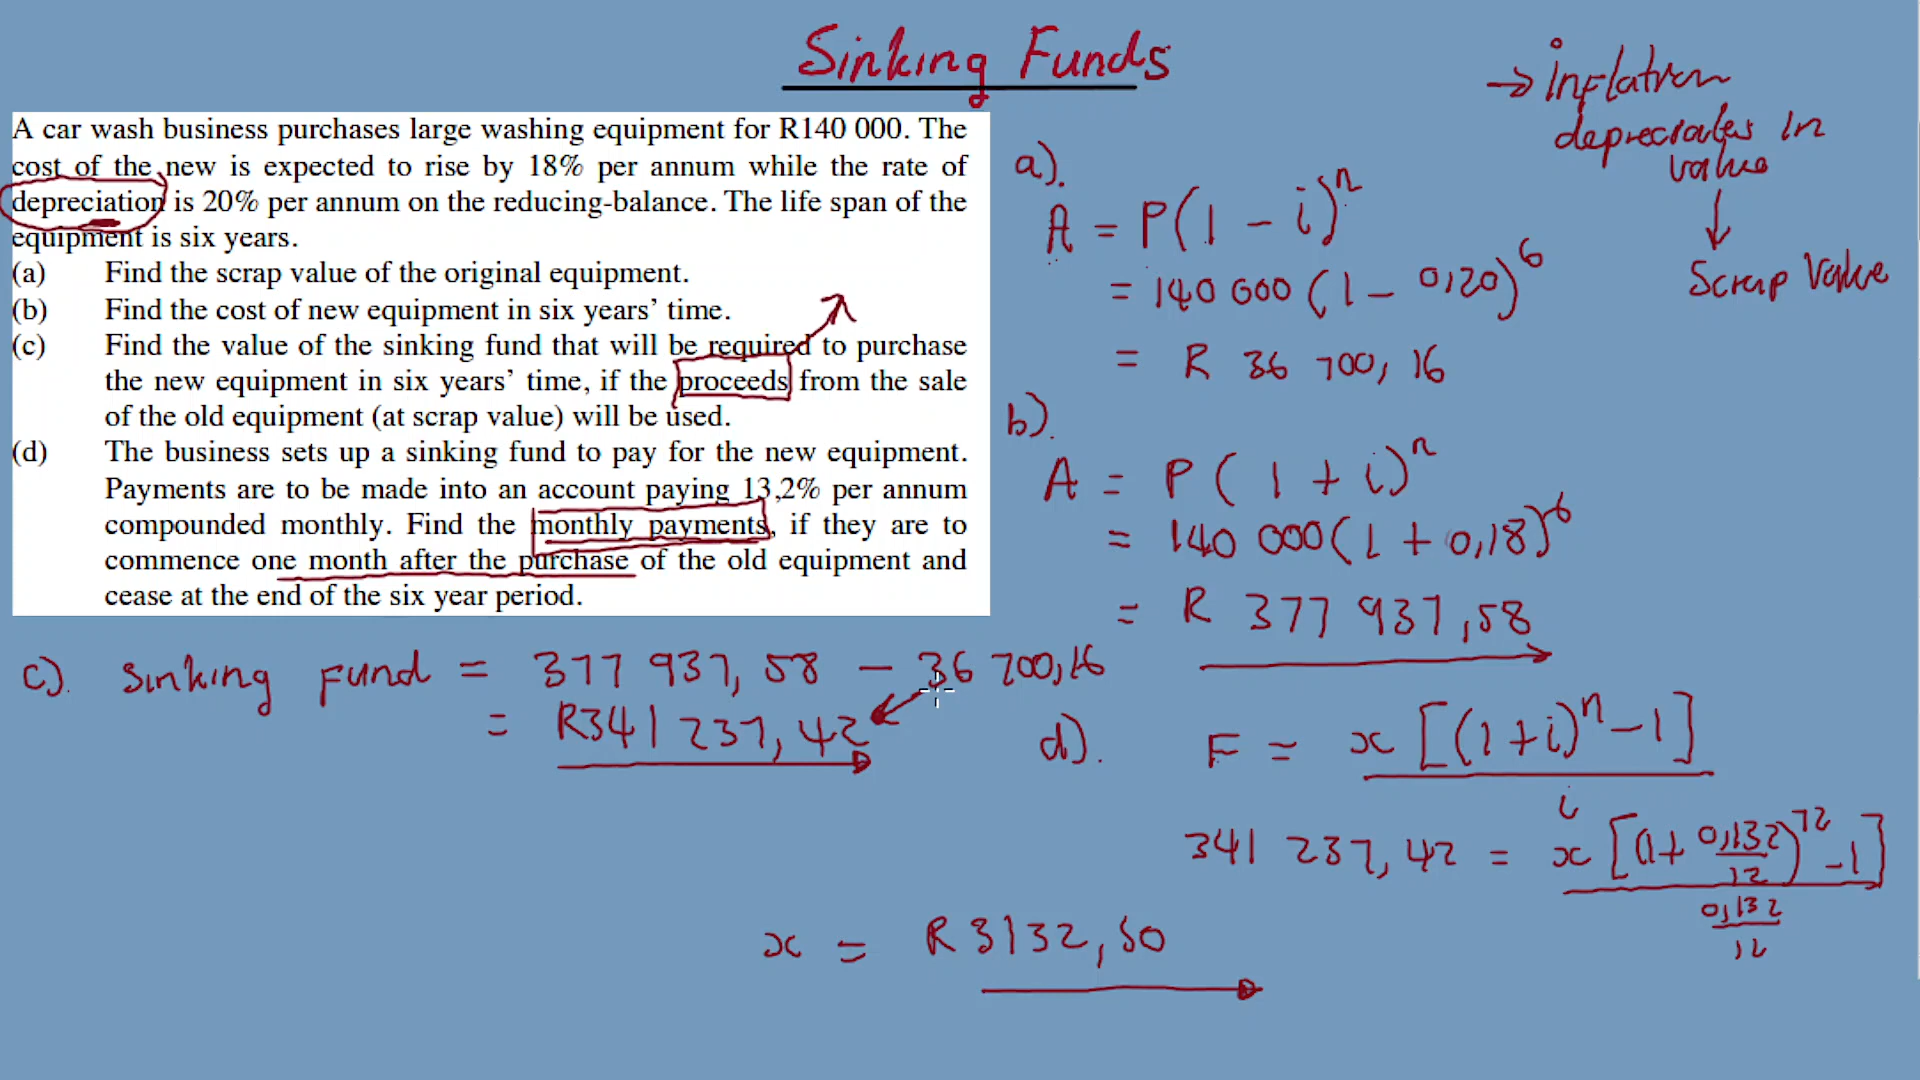 Sinking Funds
→ Inflation
depreciates in
value
↓
Scrap Value
A car wash business purchases large washing equipment for R140 000. The
cost of the new is expected to rise by 18% per annum while the rate of
depreciation is 20% per annum on the reducing-balance. The life span of the
equipment is six years.
(a) Find the scrap value of the original equipment.
(b) Find the cost of new equipment in six years' time.
(c) Find the value of the sinking fund that will be required to purchase
the new equipment in six years' time, if the proceeds from the sale
of the old equipment (at scrap value) will be used.
(d) The business sets up a sinking fund to pay for the new equipment.
Payments are to be made into an account paying 13,2% per annum
compounded monthly. Find the monthly payments, if they are to
commence one month after the purchase of the old equipment and
cease at the end of the six year period.
a).
A = P(1 - i)^n
= 140 000 (1 - 0,20)^6
= R 36 700,16
b).
A = P(1 + i)^n
= 140 000(1 + 0,18)^6
= R 377 937,58
c). Sinking Fund = 377 937,58 - 36 700,16
= R341 237,42
d). F = x[(1+i)^n - 1]
i
341 237,42 = x[(1+ 0,132/12)^72 - 1]
0,132
12
x = R3132,50